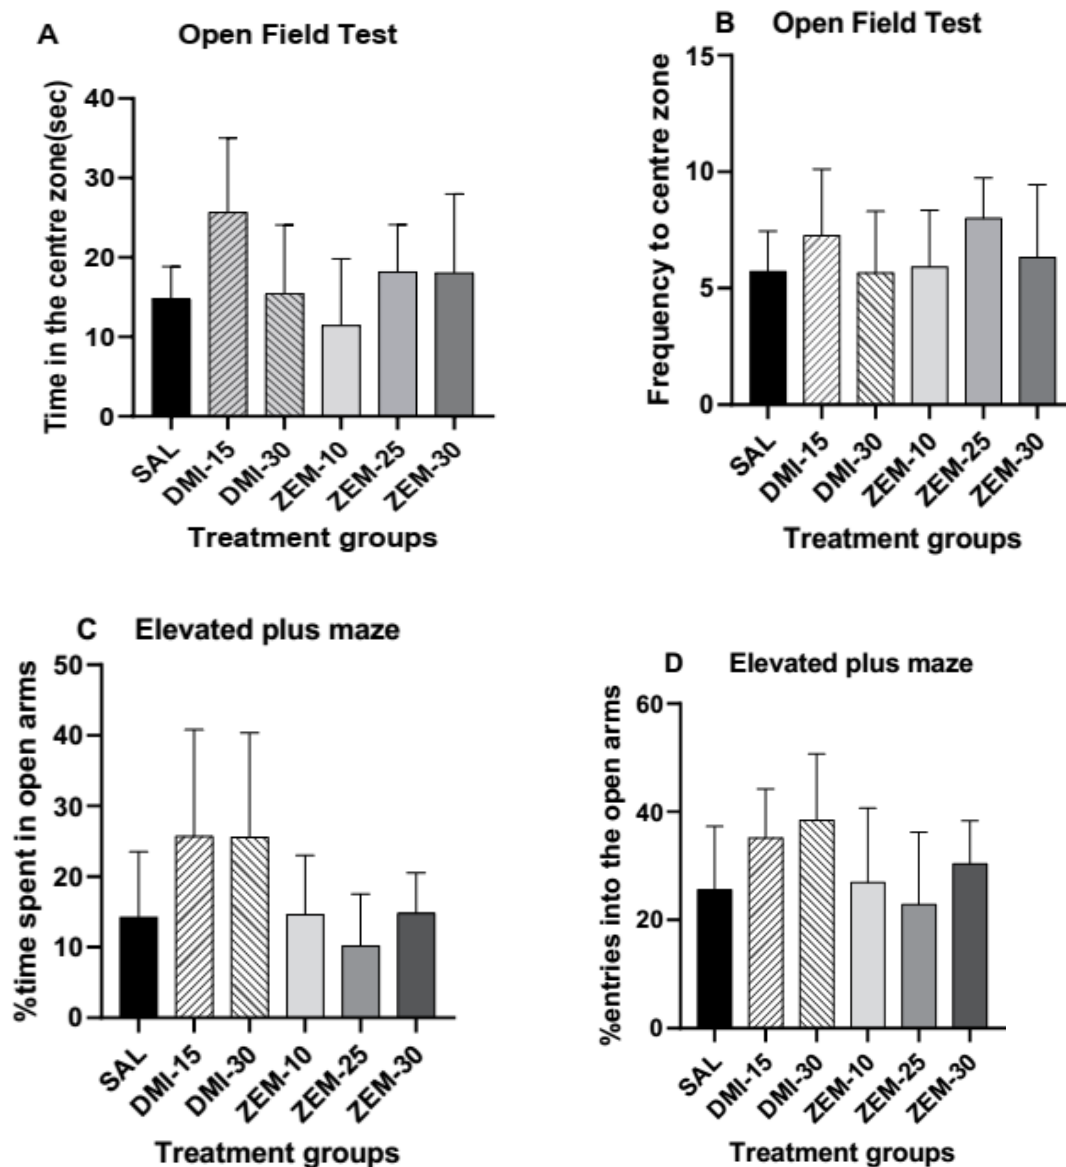 A Open Field Test
Time in the centre zone(sec)
40
30
20
10
0
SAL
DMI-15
DMI-30
ZEM-10
ZEM-25
ZEM-30
Treatment groups
B Open Field Test
Frequency to centre zone
15
10
5
0
SAL
DMI-15
DMI-30
ZEM-10
ZEM-25
ZEM-30
Treatment groups
C Elevated plus maze
%time spent in open arms
50
40
30
20
10
0
SAL
DMI-15
DMI-30
ZEM-10
ZEM-25
ZEM-30
Treatment groups
D Elevated plus maze
%entries into the open arms
60
40
20
0
SAL
DMI-15
DMI-30
ZEM-10
ZEM-25
ZEM-30
Treatment groups